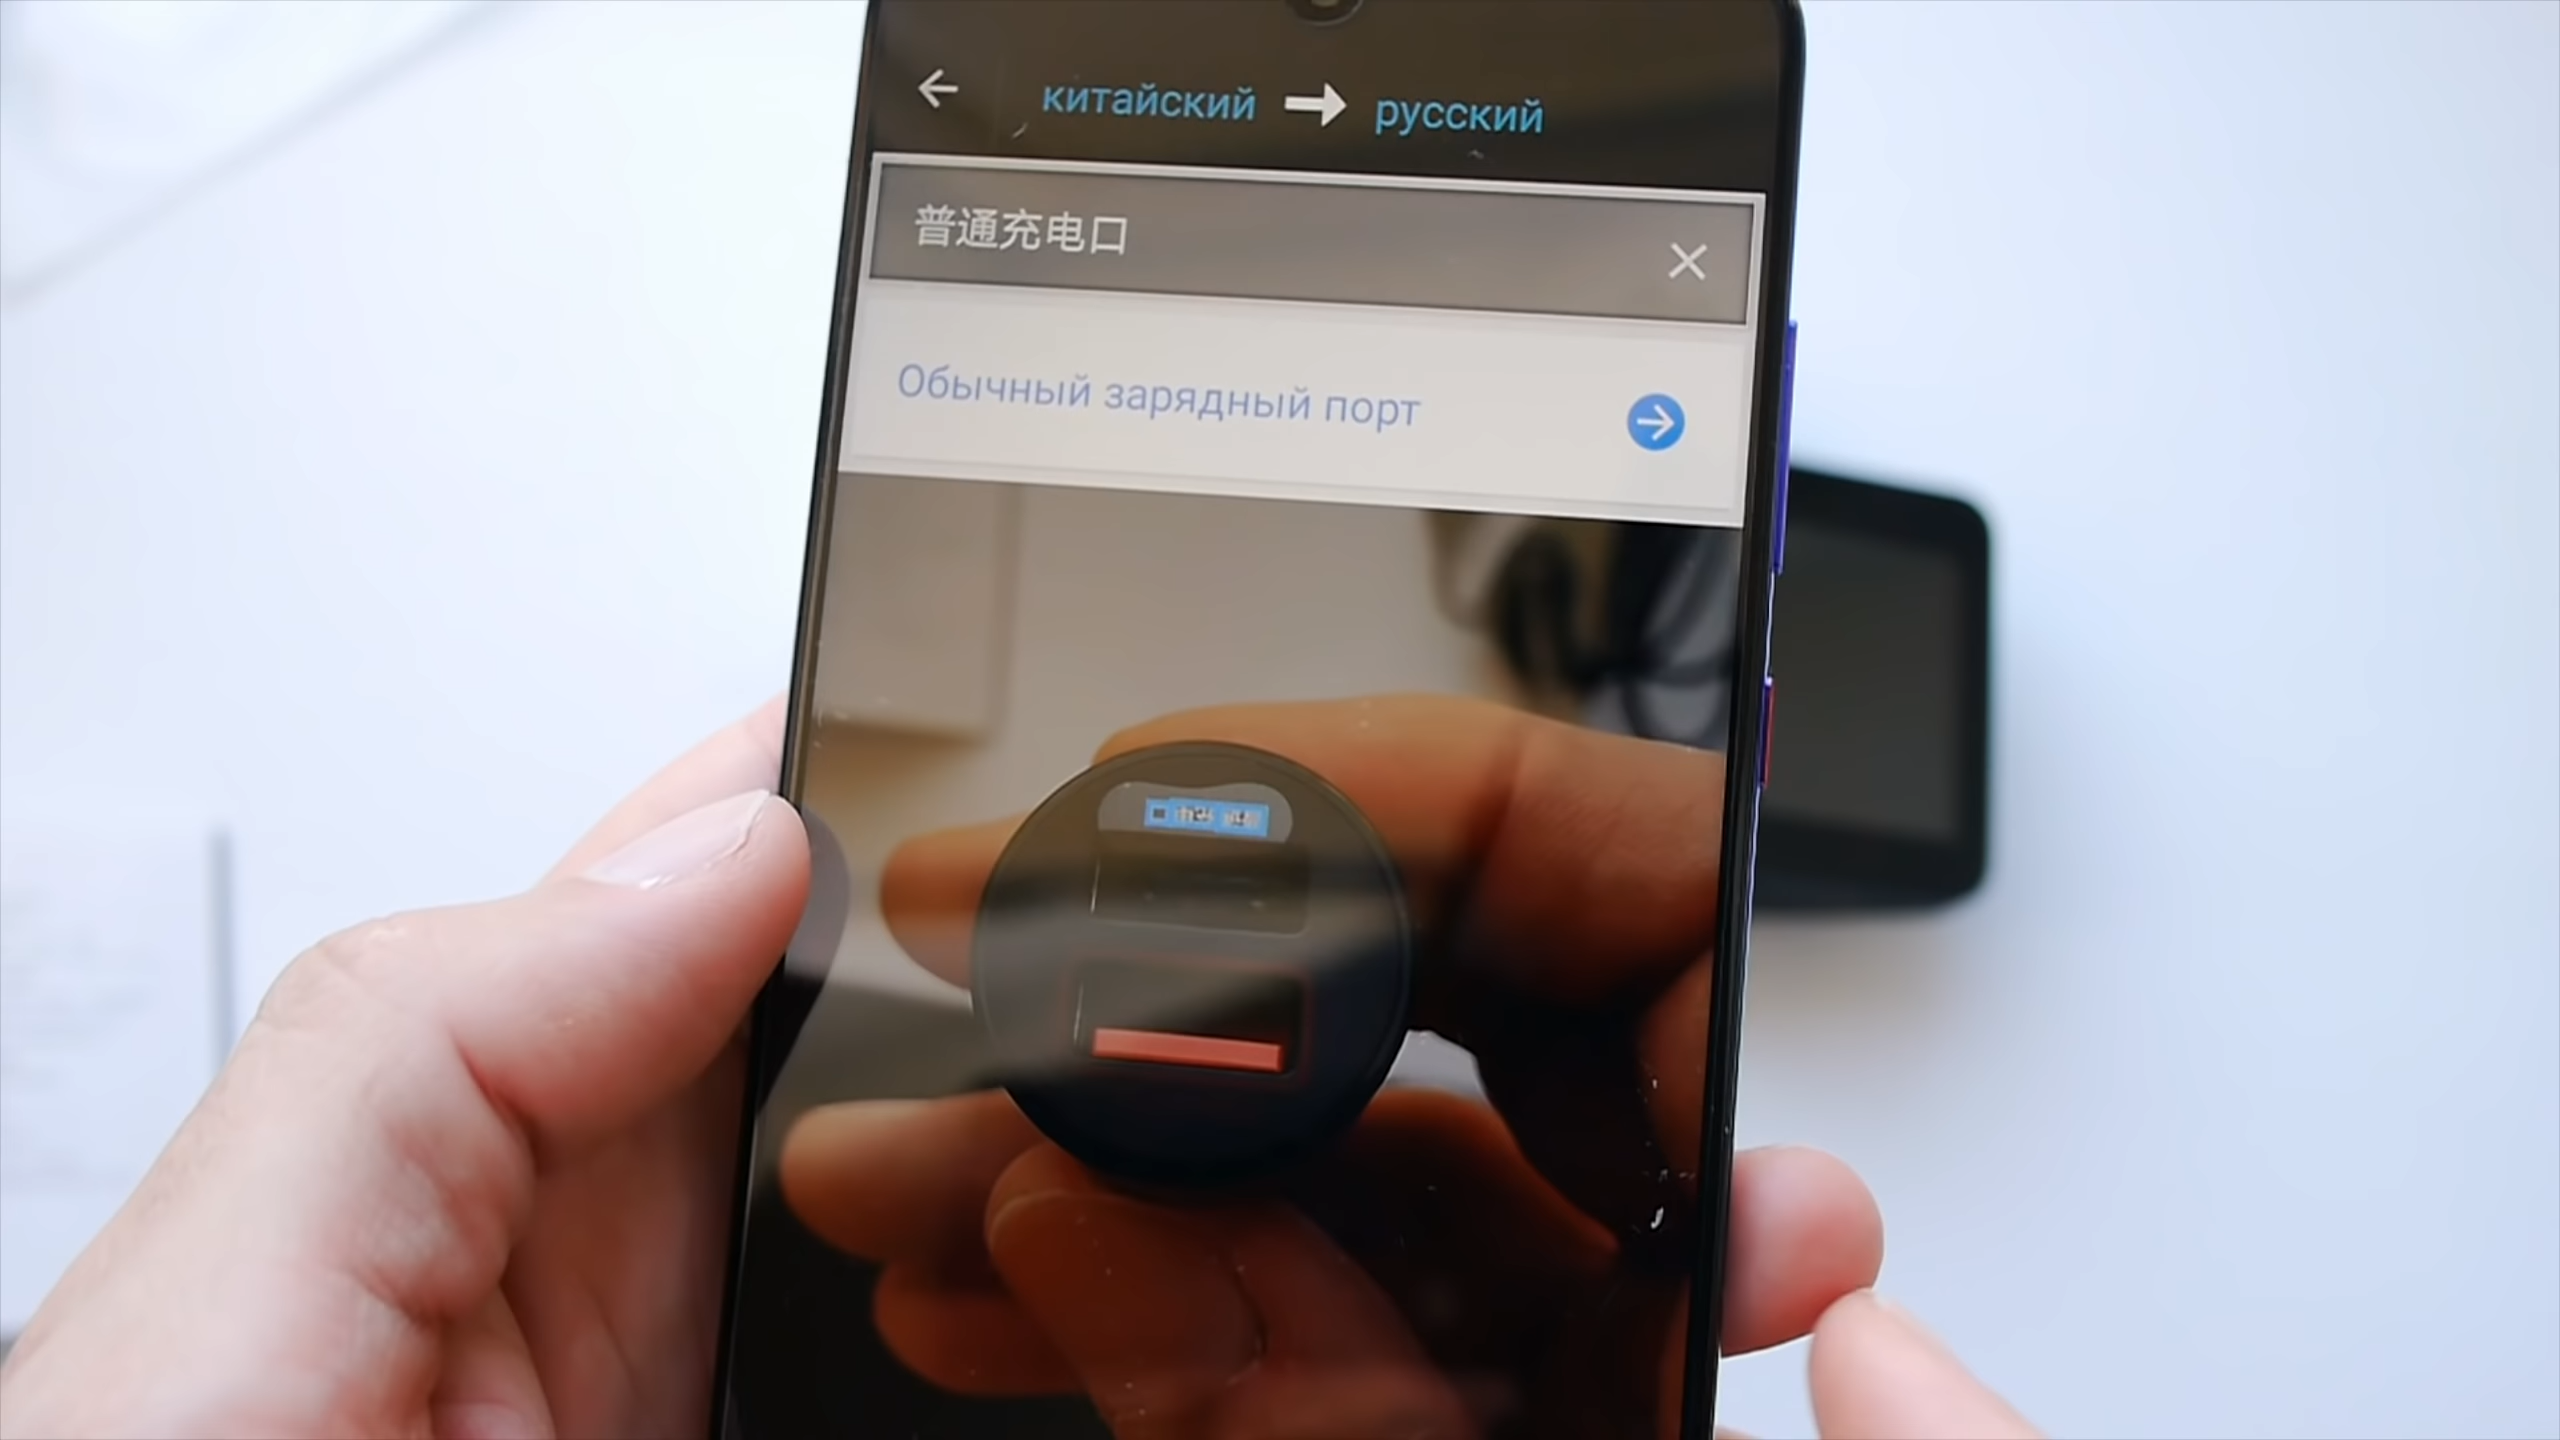 китайский → русский
普通充电口
Обычный зарядный порт